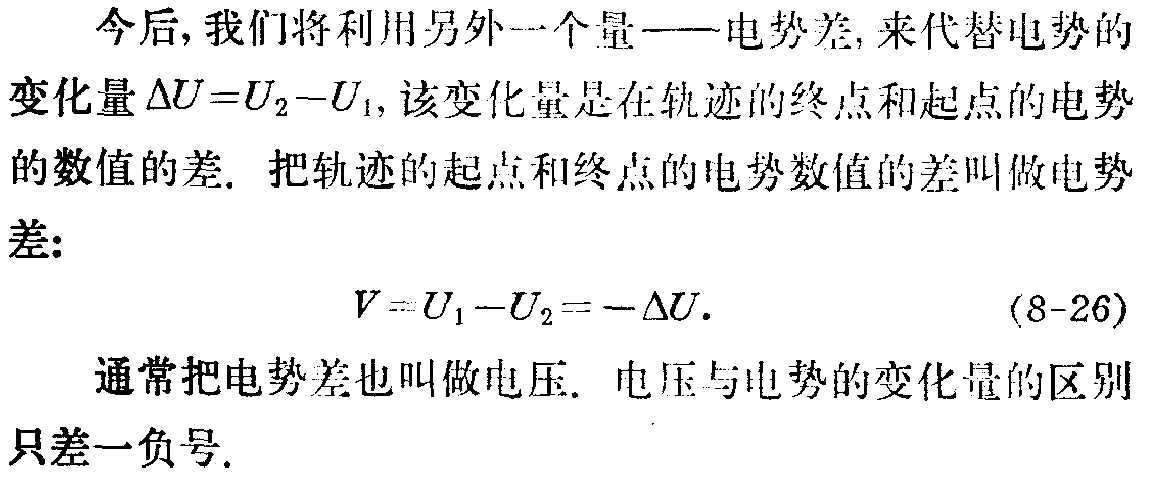 今后,我们将利用另外一个量——电势差,来代替电势的
变化量 ΔU=U₂−U₁,该变化量是在轨迹的终点和起点的电势
的数值的差. 把轨迹的起点和终点的电势数值的差叫做电势
差:
V=U₁−U₂=−ΔU. (8-26)
通常把电势差也叫做电压. 电压与电势的变化量的区别
只差一负号.